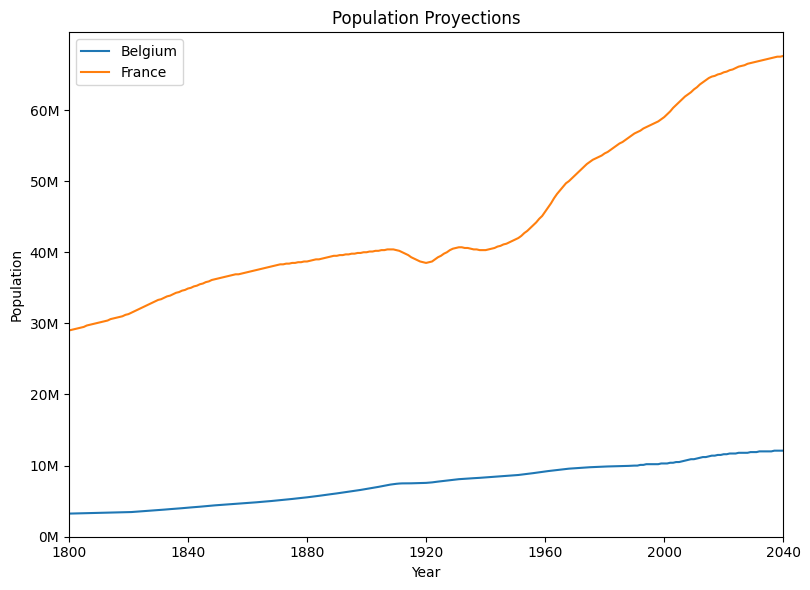 Population Proyections
Belgium
France
60M
50M
40M
30M
20M
10M
0M
Population
1800 1840 1880 1920 1960 2000 2040
Year